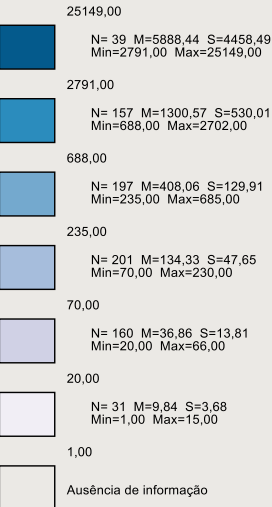 25149,00
N= 39 M=5888,44 S=4458,49
Min=2791,00 Max=25149,00
2791,00
N= 157 M=1300,57 S=530,01
Min=688,00 Max=2702,00
688,00
N= 197 M=408,06 S=129,91
Min=235,00 Max=685,00
235,00
N= 201 M=134,33 S=47,65
Min=70,00 Max=230,00
70,00
N= 160 M=36,86 S=13,81
Min=20,00 Max=66,00
20,00
N= 31 M=9,84 S=3,68
Min=1,00 Max=15,00
1,00
Ausência de informação